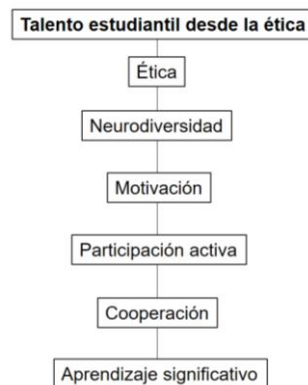 Talento estudiantil desde la ética
Ética
Neurodiversidad
Motivación
Participación activa
Cooperación
Aprendizaje significativo